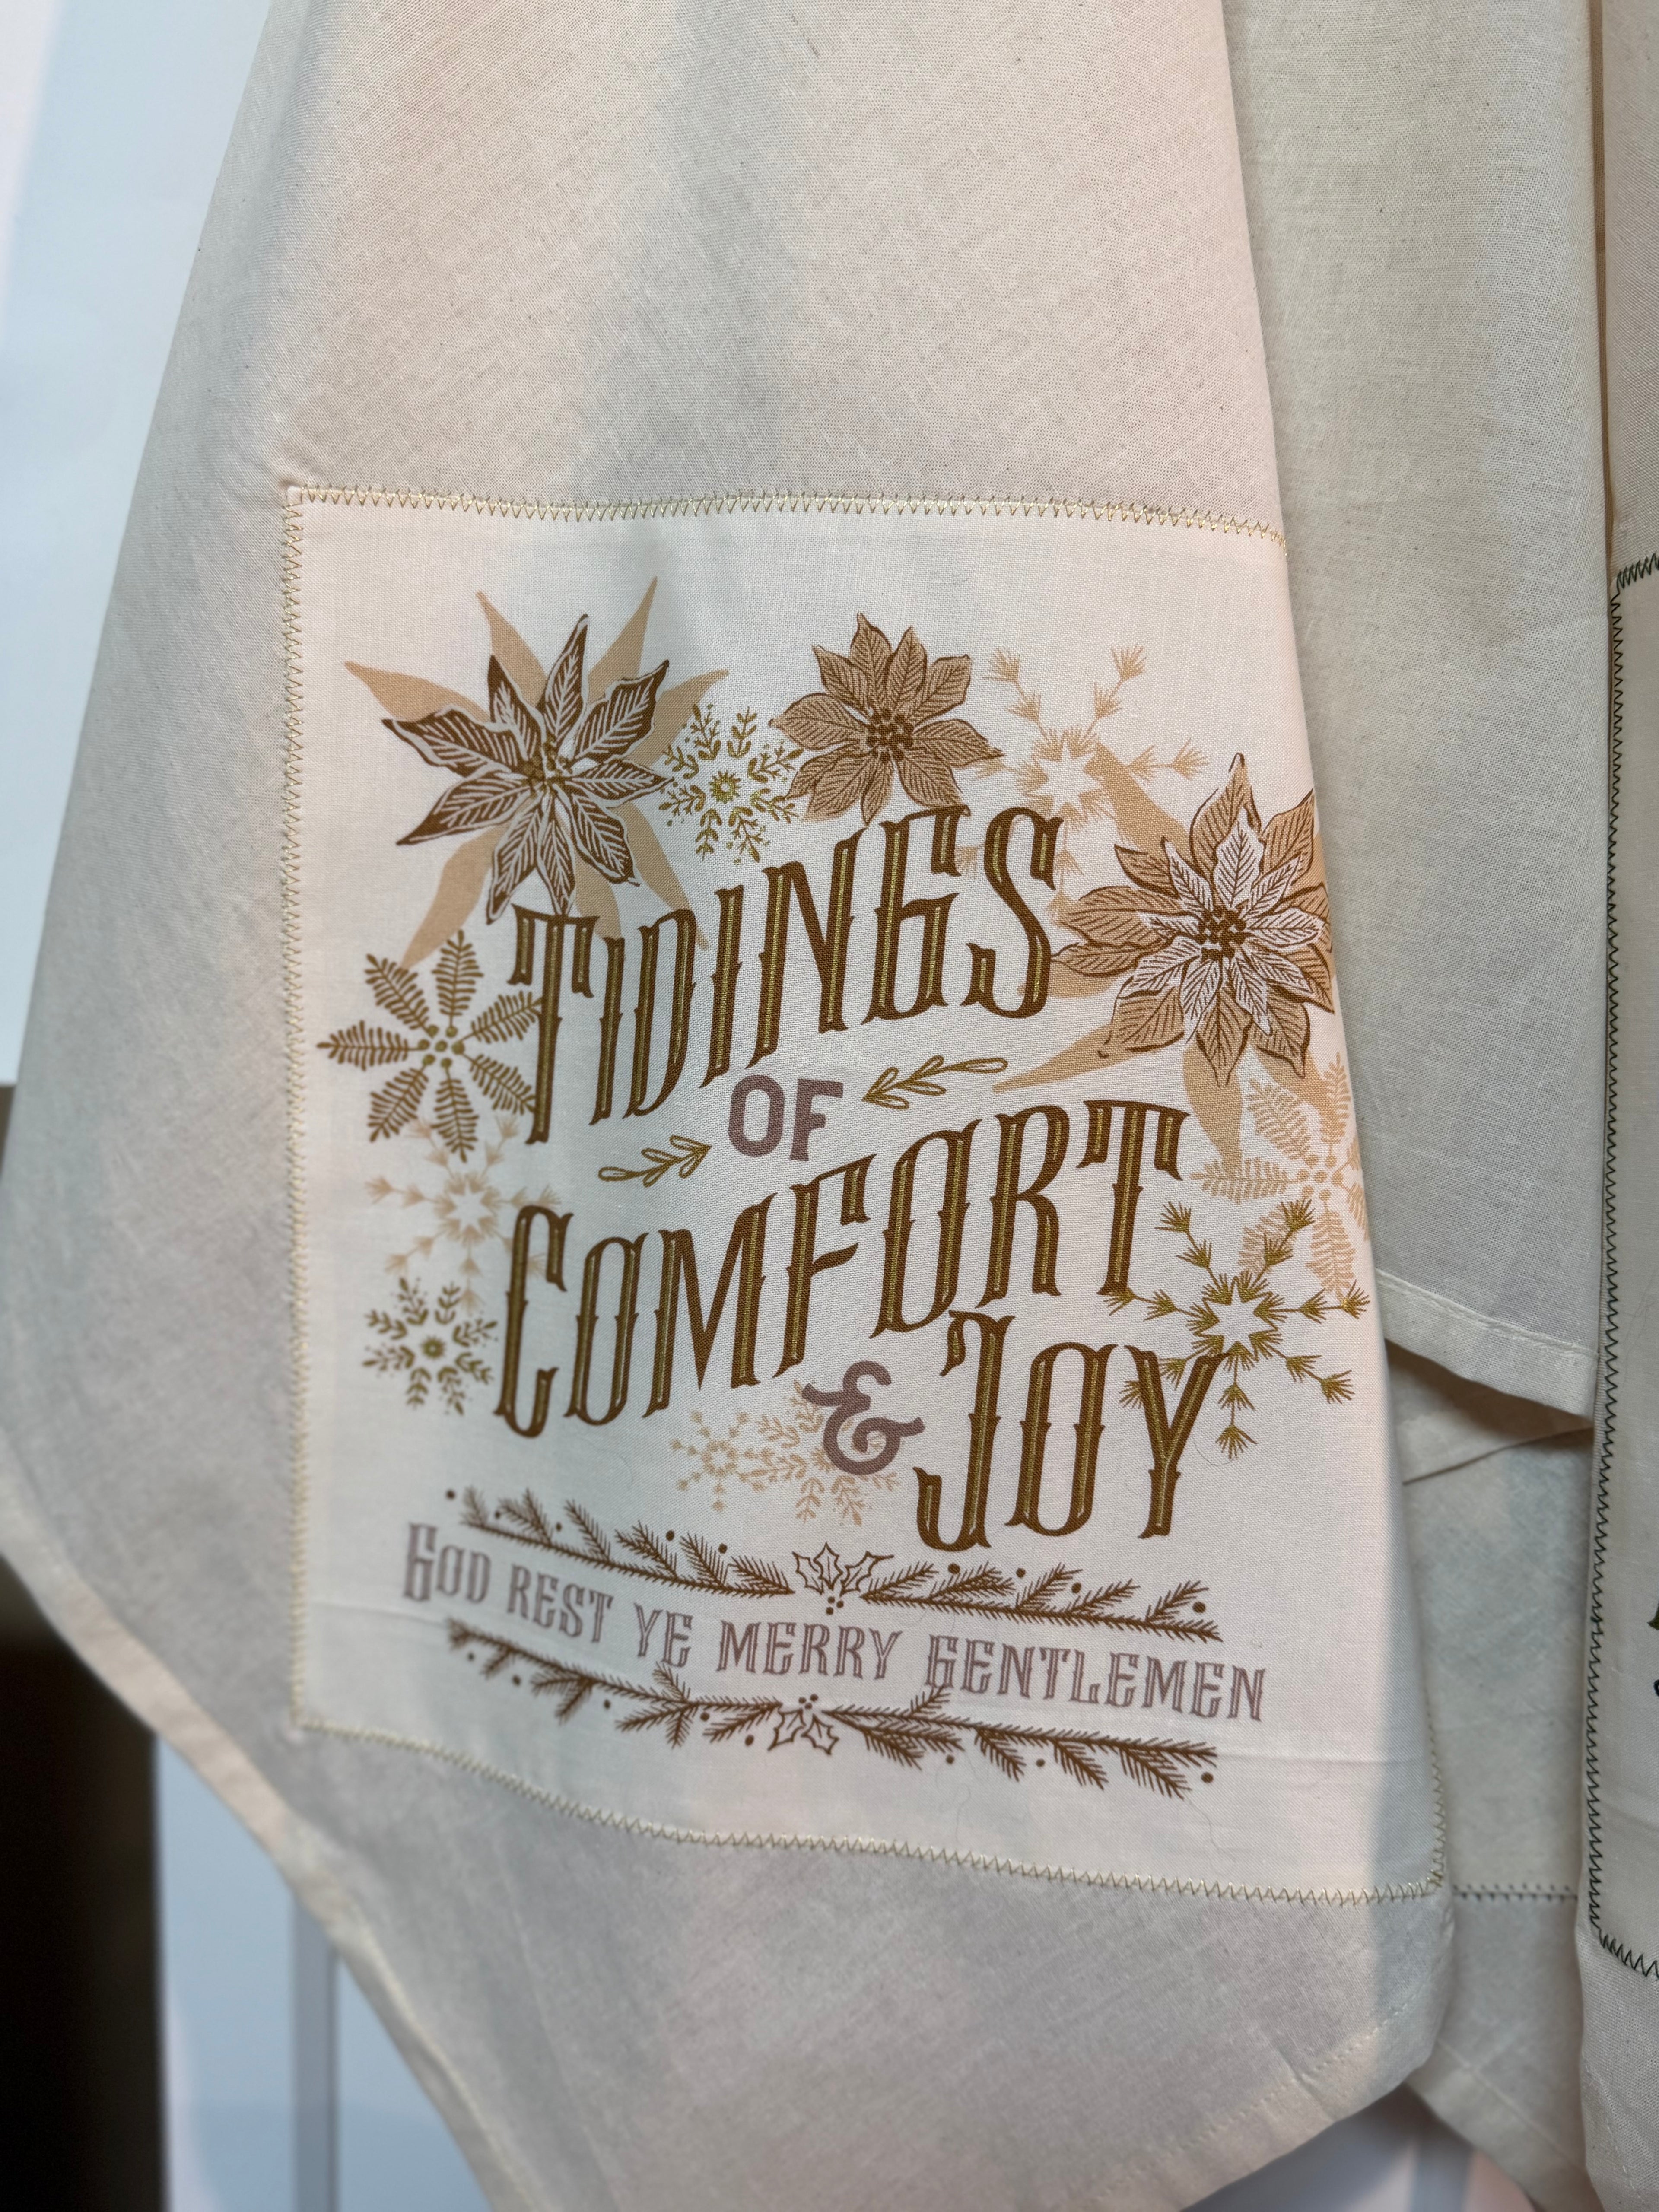 TIDINGS
OF
COMFORT
& JOY
GOD REST YE MERRY GENTLEMEN